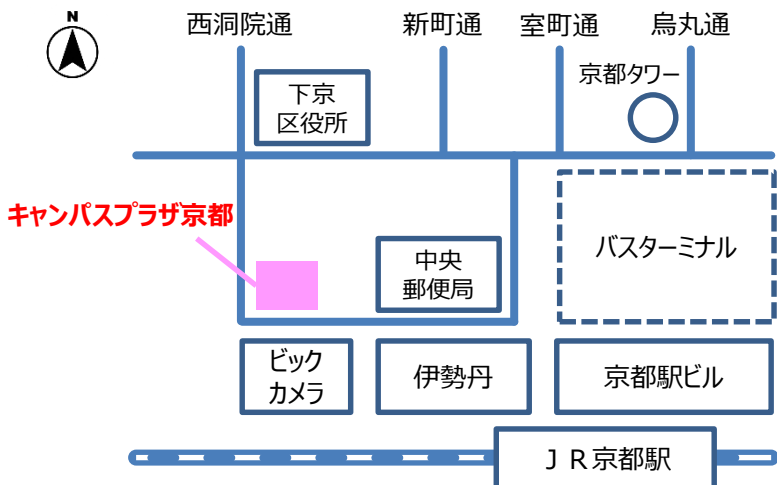 N
西洞院通
新町通
室町通
烏丸通
京都タワー
下京
区役所
キャンパスプラザ京都
バスターミナル
中央
郵便局
ビック
カメラ
伊勢丹
京都駅ビル
ＪＲ京都駅